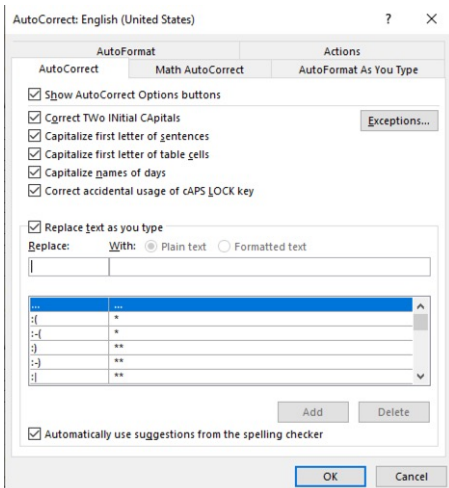 AutoCorrect: English (United States) ? ×
AutoFormat Actions
AutoCorrect Math AutoCorrect AutoFormat As You Type
Show AutoCorrect Options buttons
Correct TWo INitial CApitals Exceptions...
Capitalize first letter of sentences
Capitalize first letter of table cells
Capitalize names of days
Correct accidental usage of cAPS LOCK key
Replace text as you type
Replace: With: Plain text Formatted text
... ...
:( *
:-( *
:) **
:-) **
:| **
Add Delete
Automatically use suggestions from the spelling checker
OK Cancel